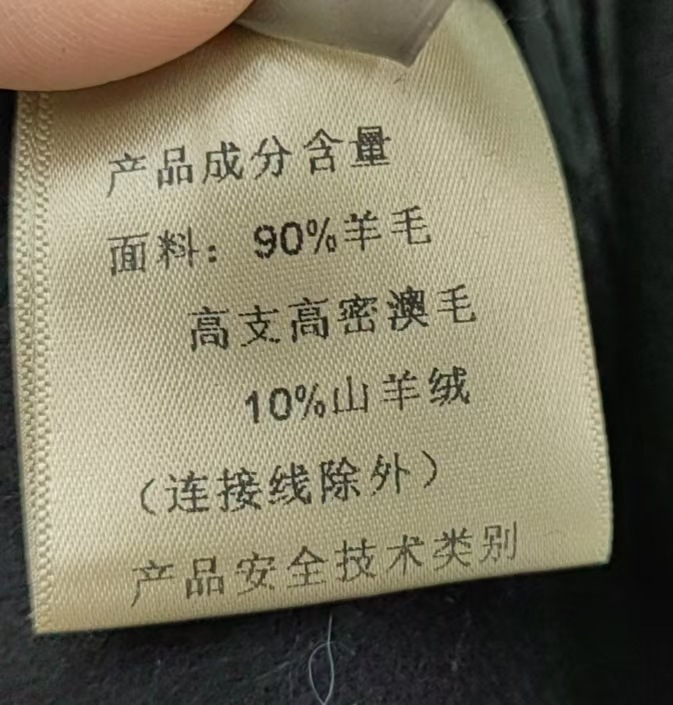 产品成分含量
面料：90%羊毛
高支高密澳毛
10%山羊绒
（连接线除外）
产品安全技术类别